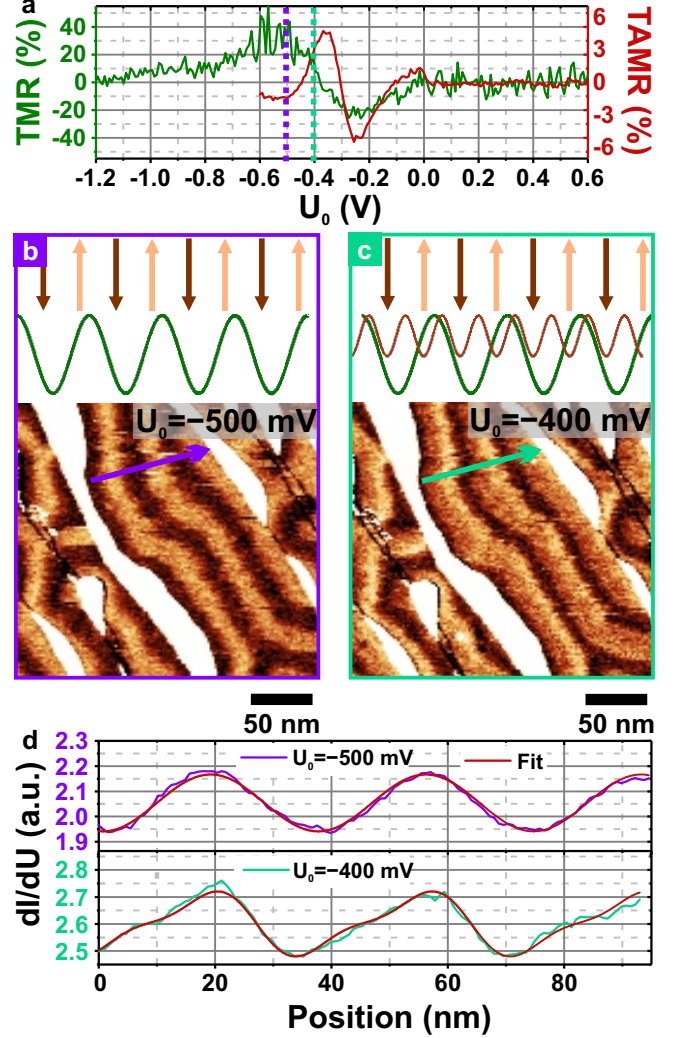 a
TMR (%)
40
20
0
-20
-40
TAMR (%)
6
3
0
-3
-6
-1.2 -1.0 -0.8 -0.6 -0.4 -0.2 0.0 0.2 0.4 0.6
U₀ (V)
b
U₀=−500 mV
50 nm
c
U₀=−400 mV
50 nm
d
dI/dU (a.u.)
2.3
2.2
2.1
2.0
1.9
U₀=−500 mV
Fit
2.8
2.7
2.6
2.5
U₀=−400 mV
0 20 40 60 80
Position (nm)